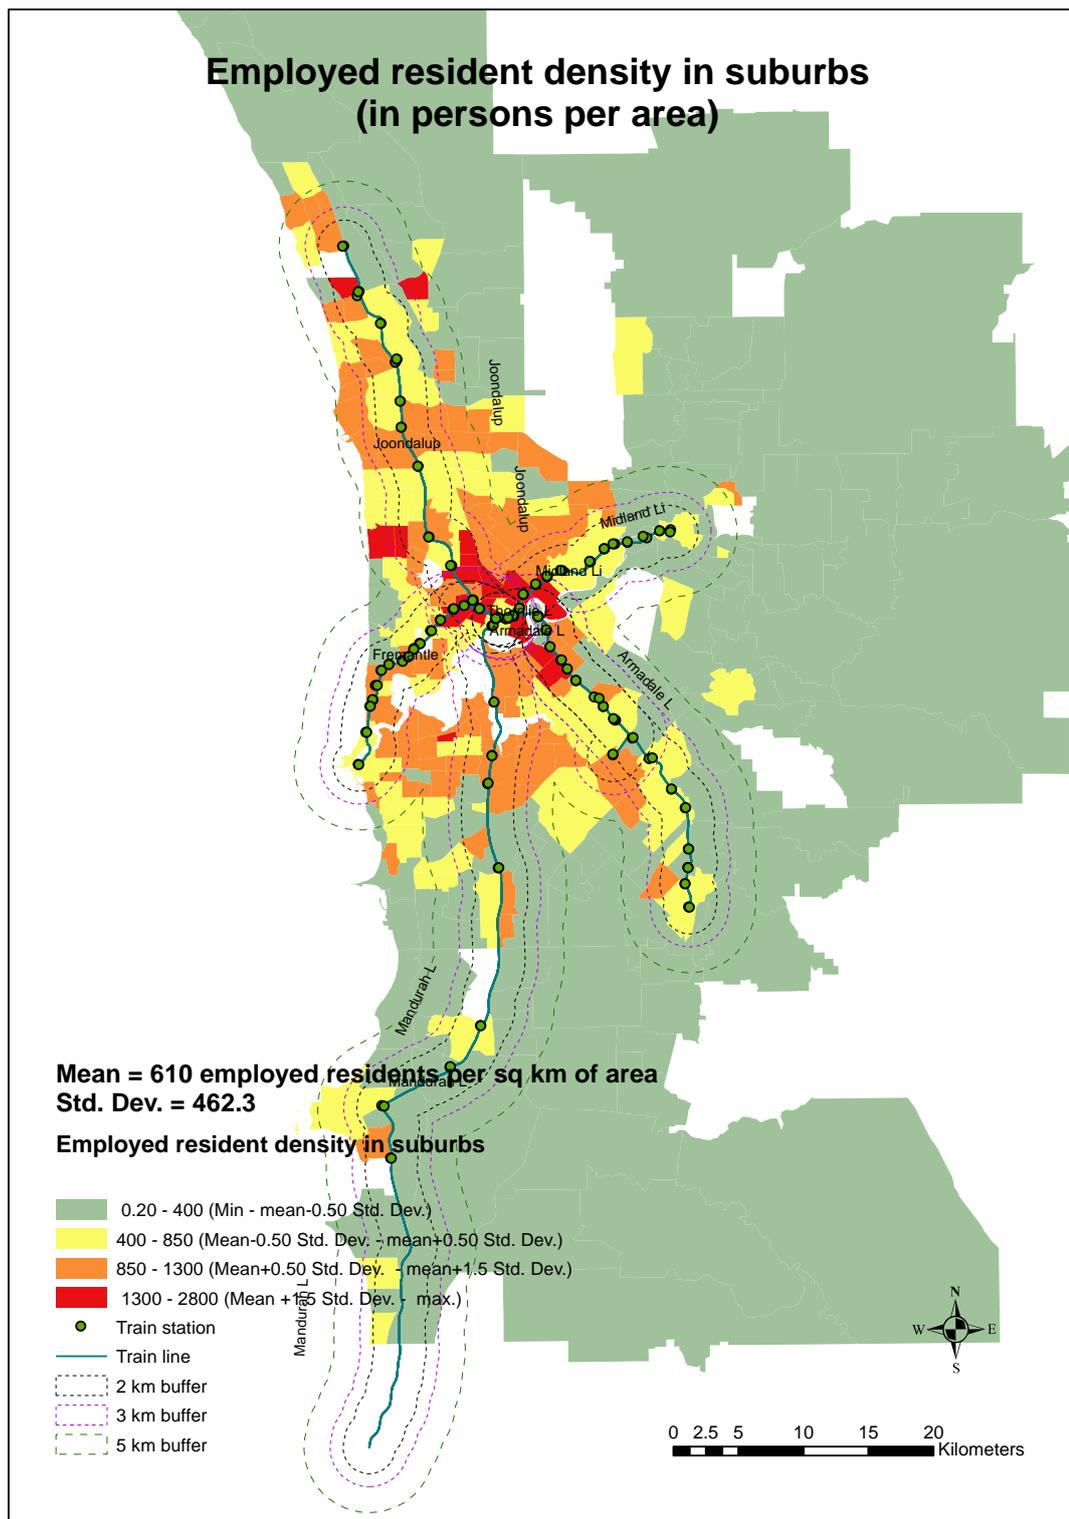 Employed resident density in suburbs
(in persons per area)
Joondalup
Joondalup
Joondalup
Midland Li
Midland Li
Thornlie L
Armadale L
Fremantle
Armadale L
Mandurah L
Mandurah L
Mean = 610 employed residents per sq km of area
Std. Dev. = 462.3
Employed resident density in suburbs
0.20 - 400 (Min - mean-0.50 Std. Dev.)
400 - 850 (Mean-0.50 Std. Dev. - mean+0.50 Std. Dev.)
850 - 1300 (Mean+0.50 Std. Dev. - mean+1.5 Std. Dev.)
1300 - 2800 (Mean +1.5 Std. Dev. - max.)
Mandurah L
Train station
Train line
2 km buffer
3 km buffer
5 km buffer
N
W E
S
0 2.5 5 10 15 20
Kilometers